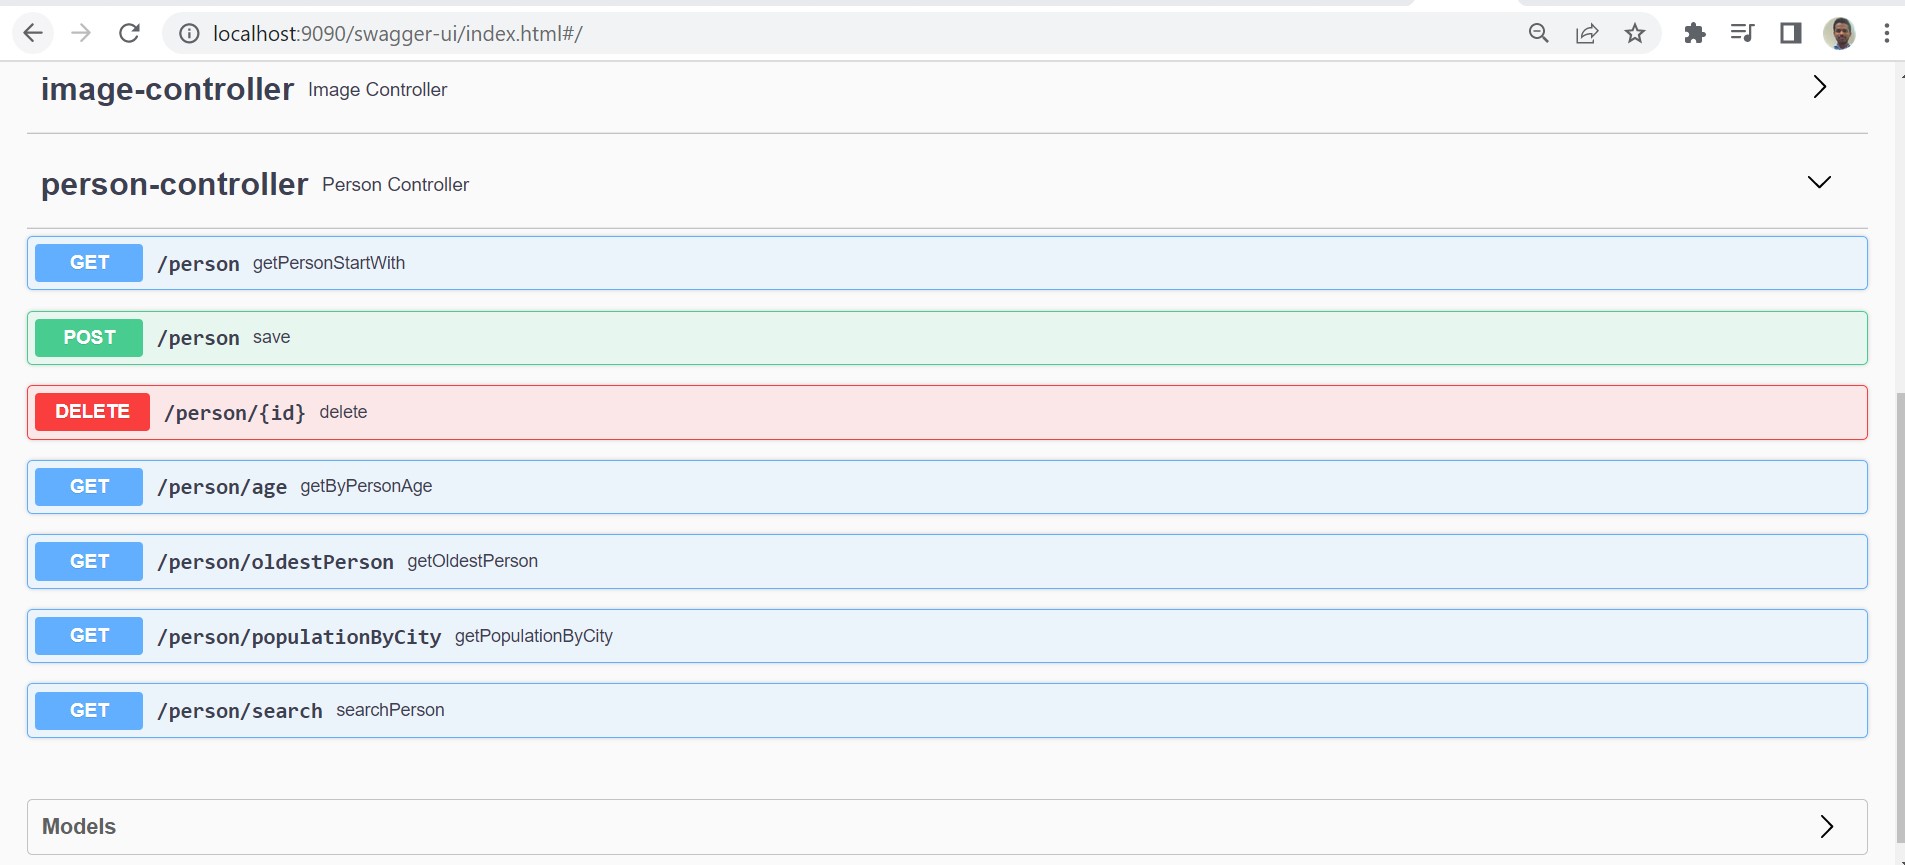 localhost:9090/swagger-ui/index.html#/
image-controller Image Controller
person-controller Person Controller
GET /person getPersonStartWith
POST /person save
DELETE /person/{id} delete
GET /person/age getByPersonAge
GET /person/oldestPerson getOldestPerson
GET /person/populationByCity getPopulationByCity
GET /person/search searchPerson
Models